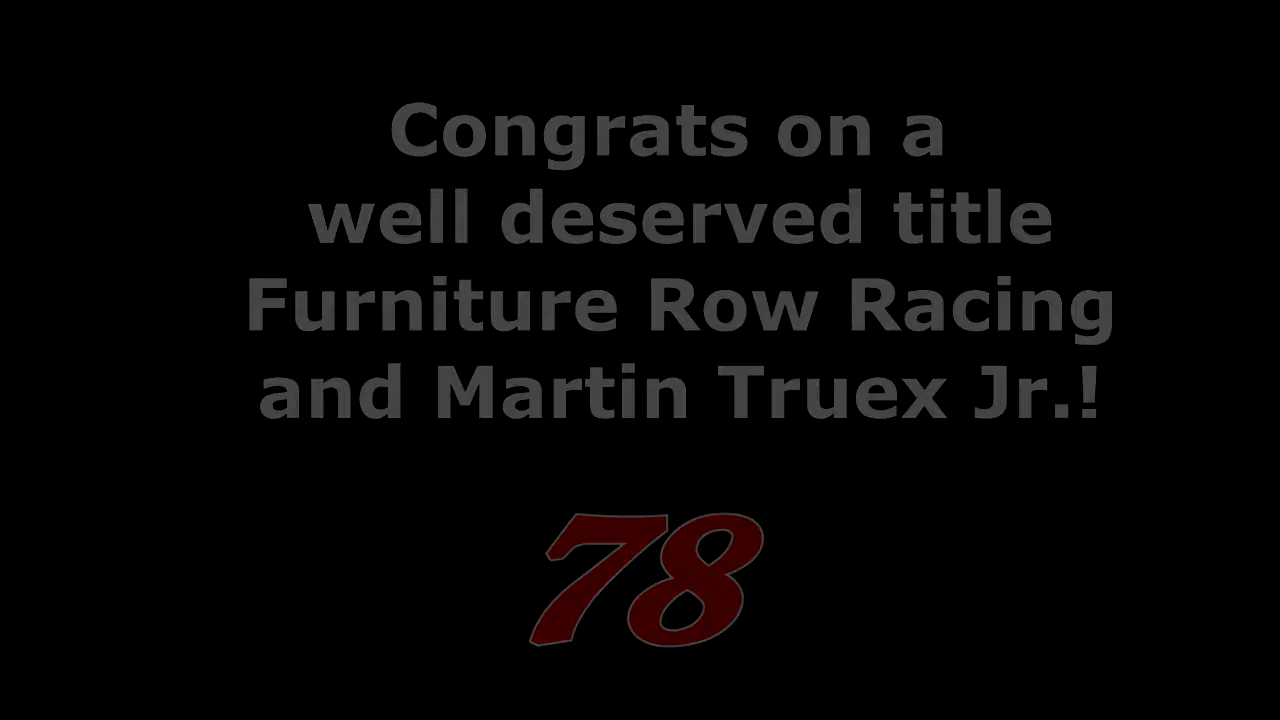 Congrats on a
well deserved title
Furniture Row Racing
and Martin Truex Jr.!
78